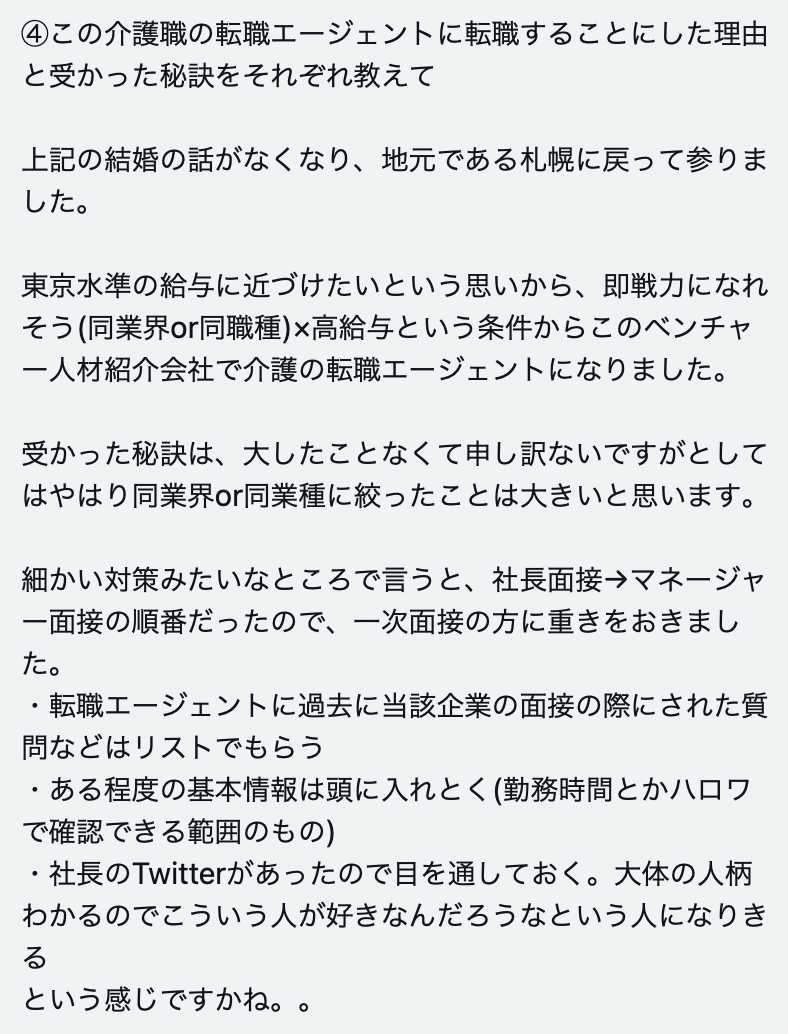 ④この介護職の転職エージェントに転職することにした理由
と受かった秘訣をそれぞれ教えて
上記の結婚の話がなくなり、地元である札幌に戻って参りま
した。
東京水準の給与に近づけたいという思いから、即戦力になれ
そう(同業界or同職種)×高給与という条件からこのベンチャ
ー人材紹介会社で介護の転職エージェントになりました。
受かった秘訣は、大したことなくて申し訳ないですがとして
はやはり同業界or同業種に絞ったことは大きいと思います。
細かい対策みたいなところで言うと、社長面接→マネージャ
ー面接の順番だったので、一次面接の方に重きをおきまし
た。
・転職エージェントに過去に当該企業の面接の際にされた質
問などはリストでもらう
・ある程度の基本情報は頭に入れとく(勤務時間とかハロワ
で確認できる範囲のもの)
・社長のTwitterがあったので目を通しておく。大体の人柄
わかるのでこういう人が好きなんだろうなという人になりき
る
という感じですかね。。